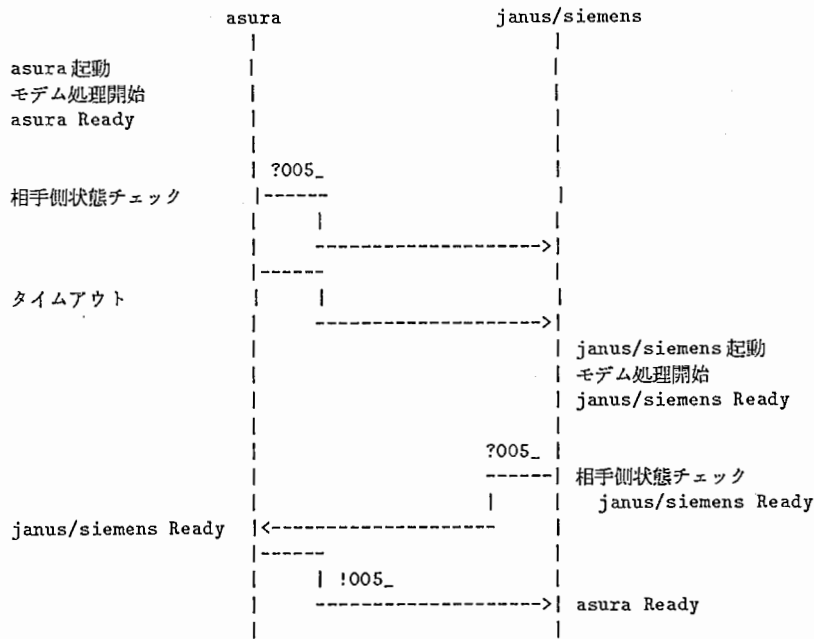 asura janus/siemens
asura起動
モデム処理開始
asura Ready
?005_
相手側状態チェック
タイムアウト
janus/siemens起動
モデム処理開始
janus/siemens Ready
?005_
相手側状態チェック
janus/siemens Ready
janus/siemens Ready
!005_
asura Ready